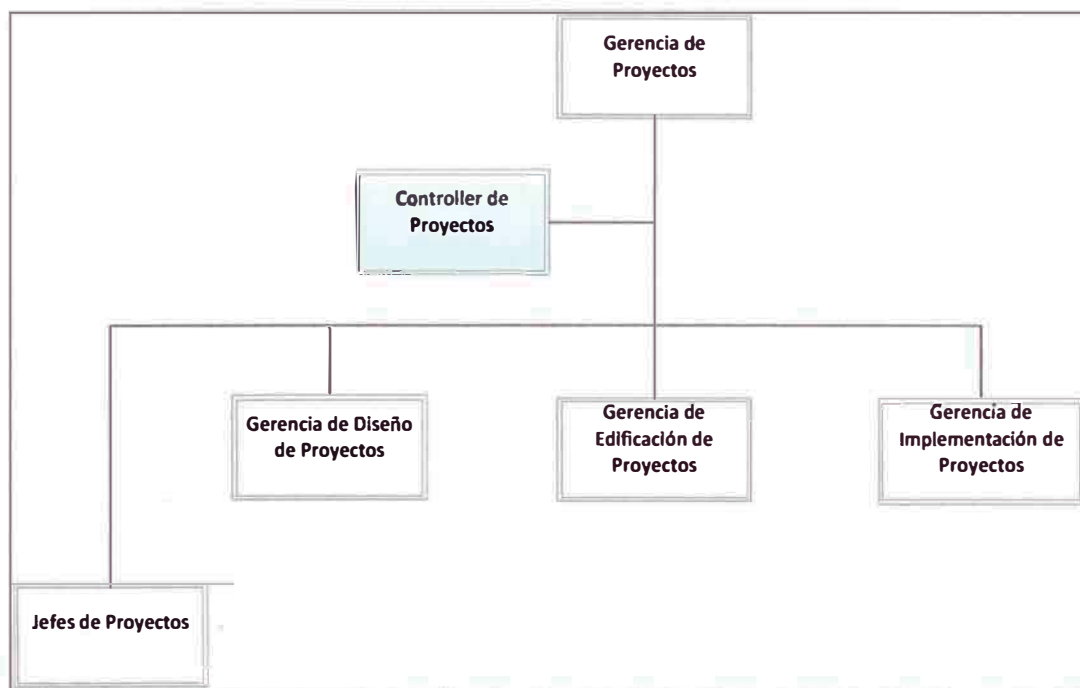 Gerencia de
Proyectos
Controller de
Proyectos
Gerencia de Diseño
de Proyectos
Gerencia de
Edificación de
Proyectos
Gerencia de
Implementación de
Proyectos
Jefes de Proyectos